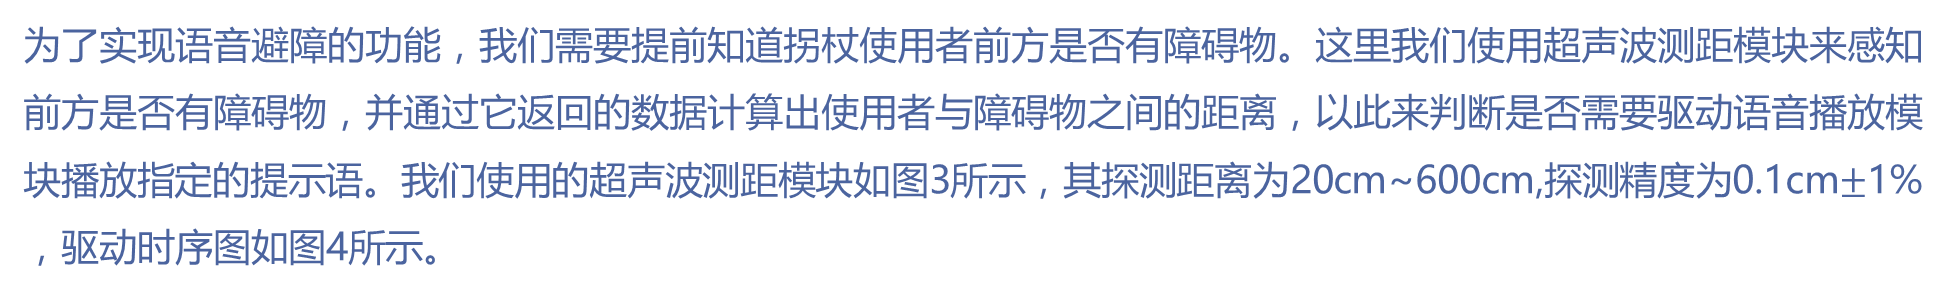 为了实现语音避障的功能，我们需要提前知道拐杖使用者前方是否有障碍物。这里我们使用超声波测距模块来感知
前方是否有障碍物，并通过它返回的数据计算出使用者与障碍物之间的距离，以此来判断是否需要驱动语音播放模
块播放指定的提示语。我们使用的超声波测距模块如图3所示，其探测距离为20cm~600cm,探测精度为0.1cm±1%
，驱动时序图如图4所示。